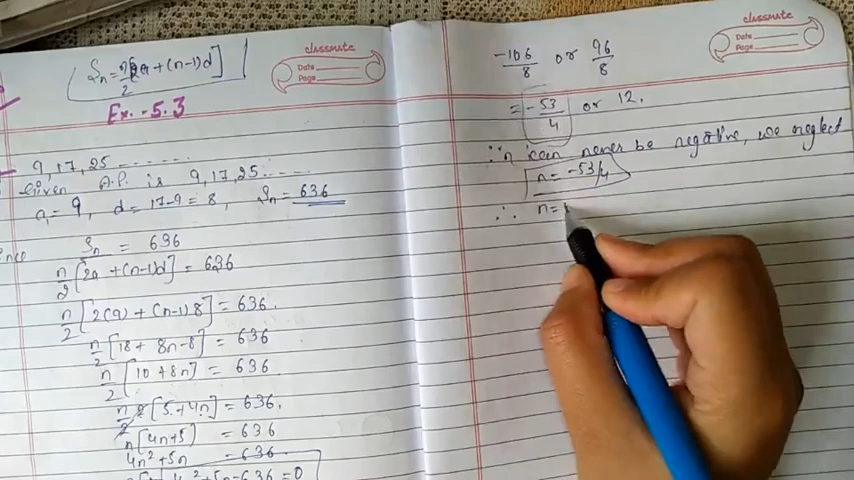 Sn = n/2 [2a + (n-1)d]
classmate
Date
Page
Ex.-5.3
9,17,25 ..........
Given A.P. is 9,17,25......
a = 9, d = 17-9 = 8, Sn = 636
Sn = 636
n/2 [2a + (n-1)d] = 636
n/2 [2(9) + (n-1)8] = 636.
n/2 [18 + 8n-8] = 636
n/2 [10 + 8n] = 636
n/2 2[5+4n] = 636.
n[4n+5] = 636
4n²+5n = 636
4n²+5n-636=0
classmate
Date
Page
-106/8 or 96/8
= -53/4 or 12.
∵ n can never be negative, we neglect
n = -53/4
∴ n=